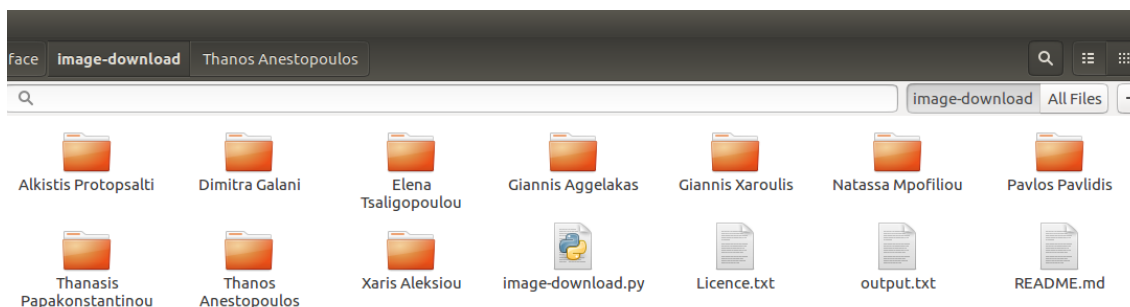 face image-download Thanos Anestopoulos
image-download All Files
Alkistis Protopsalti Dimitra Galani Elena Tsaligopoulou Giannis Aggelakas Giannis Xaroulis Natassa Mpofiliou Pavlos Pavlidis
Thanasis Papakonstantinou Thanos Anestopoulos Xaris Aleksiou image-download.py Licence.txt output.txt README.md